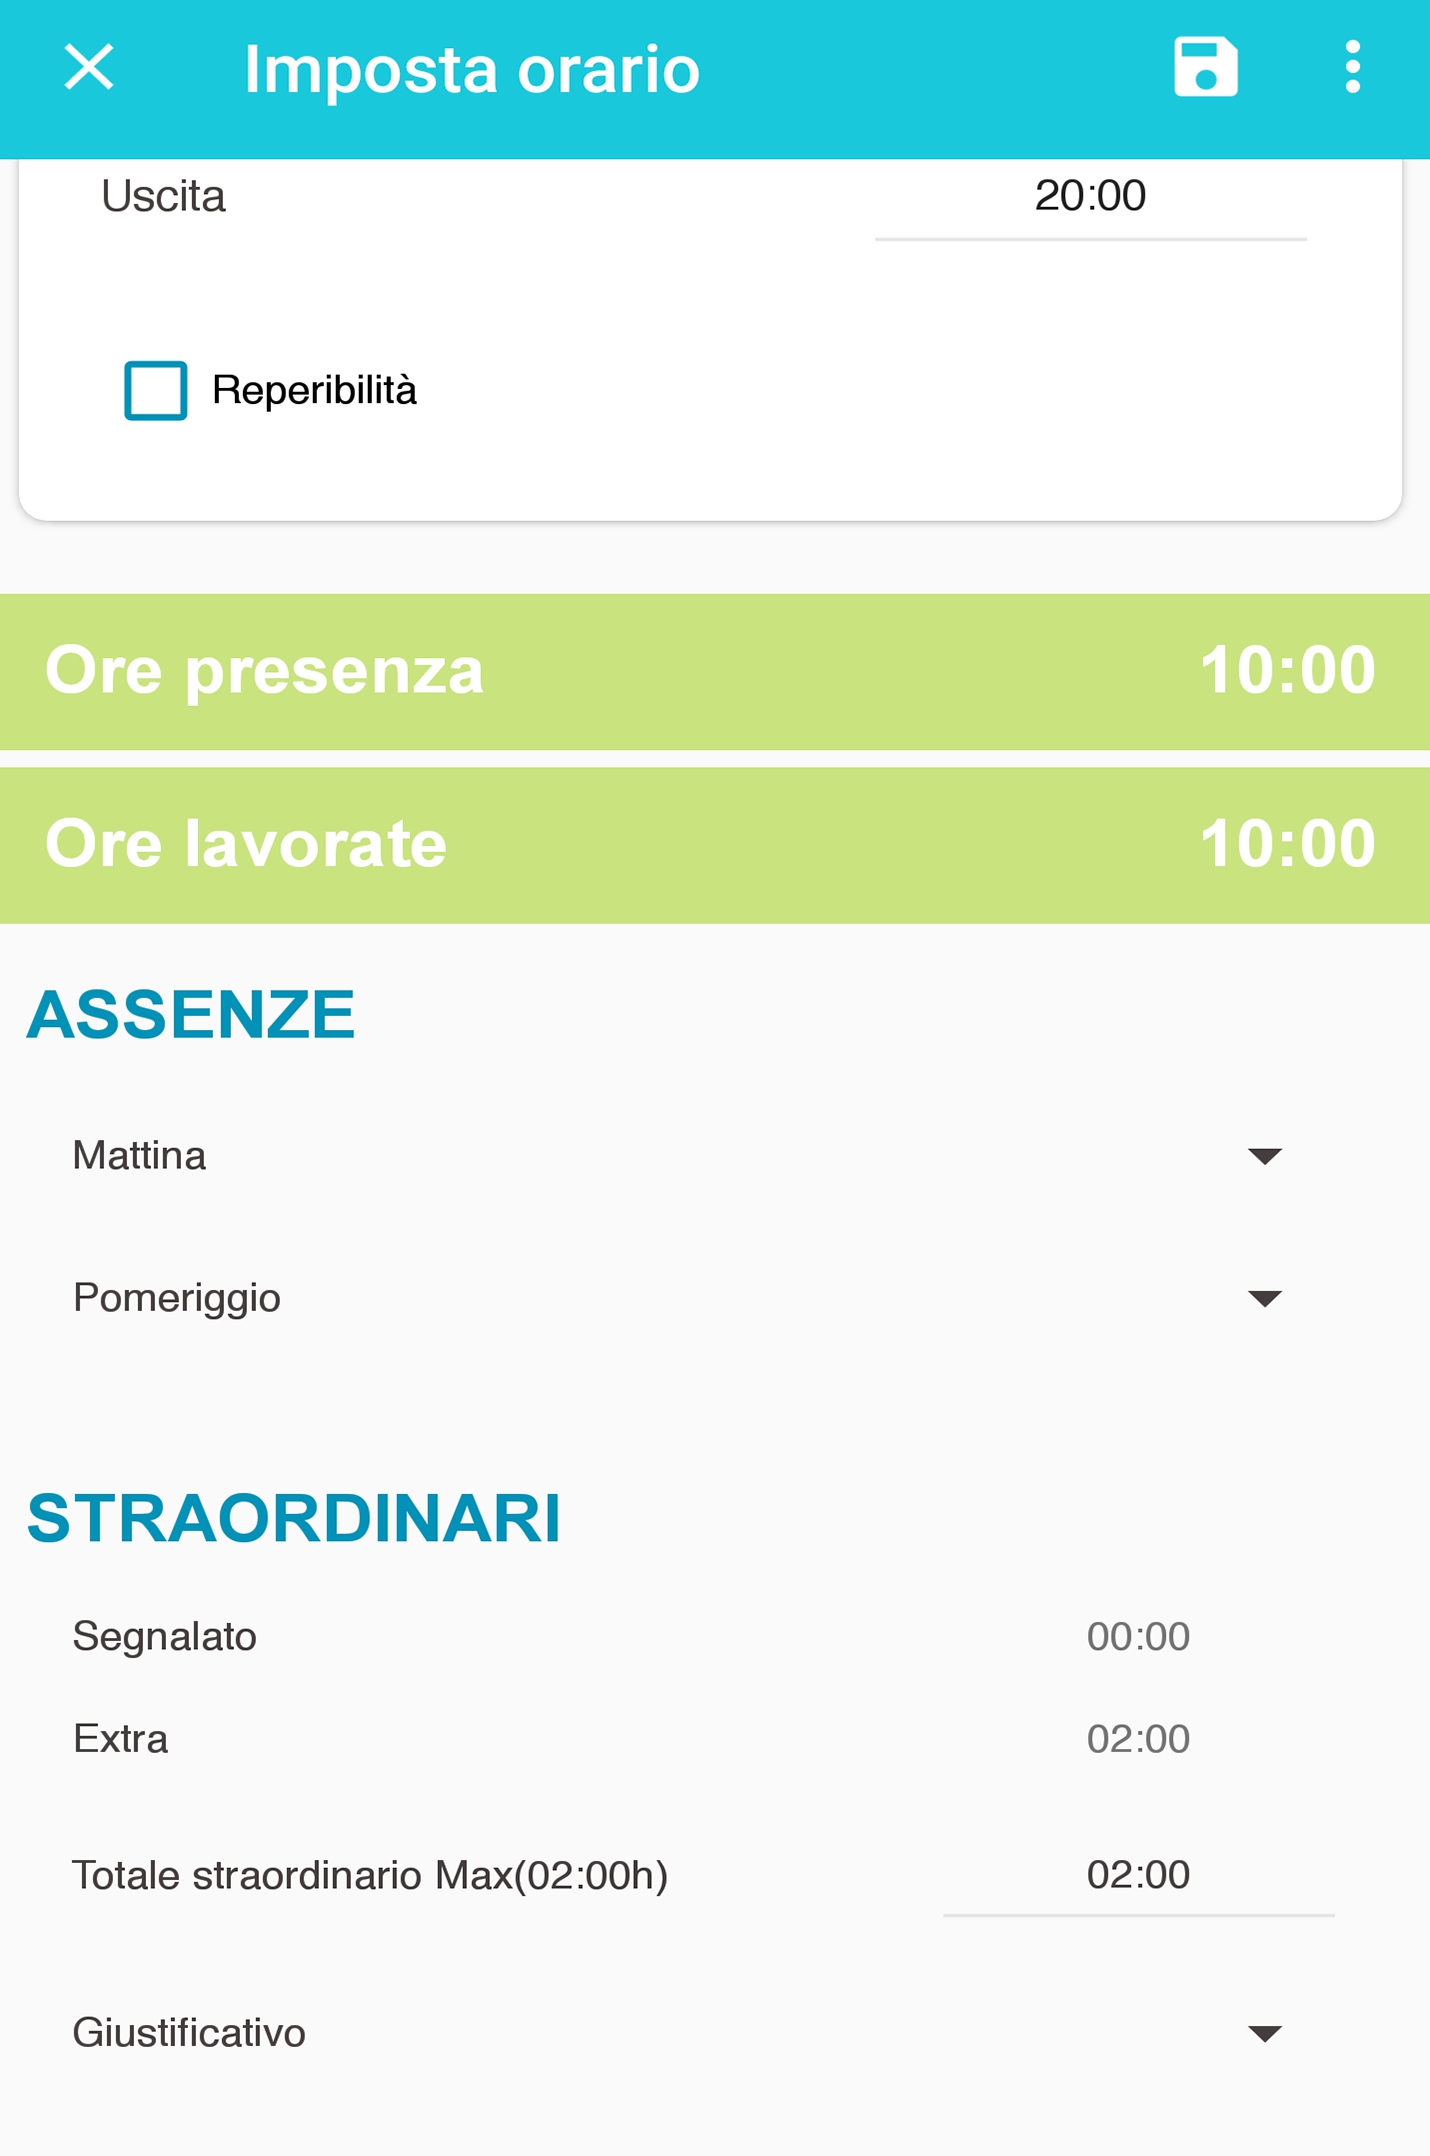 Imposta orario
Uscita 20:00
Reperibilità
Ore presenza 10:00
Ore lavorate 10:00
ASSENZE
Mattina
Pomeriggio
STRAORDINARI
Segnalato 00:00
Extra 02:00
Totale straordinario Max(02:00h) 02:00
Giustificativo